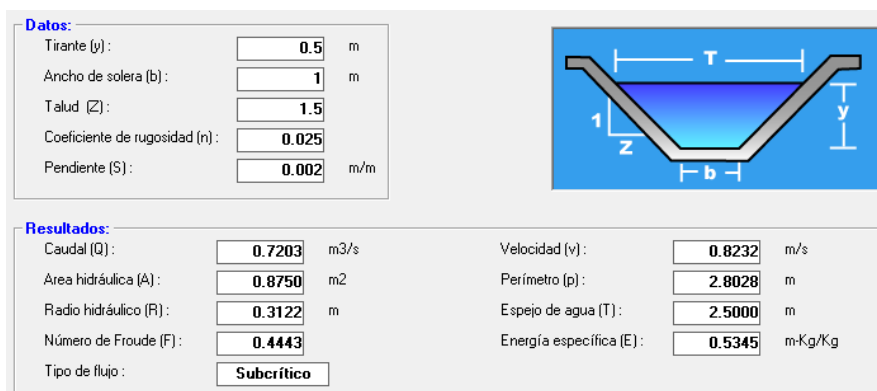 Datos:
Tirante (y) : 0.5 m
Ancho de solera (b) : 1 m
Talud (Z) : 1.5
Coeficiente de rugosidad (n) : 0.025
Pendiente (S) : 0.002 m/m
T
1
Z
y
b
Resultados:
Caudal (Q) : 0.7203 m3/s Velocidad (v) : 0.8232 m/s
Area hidráulica (A) : 0.8750 m2 Perímetro (p) : 2.8028 m
Radio hidráulico (R) : 0.3122 m Espejo de agua (T) : 2.5000 m
Número de Froude (F) : 0.4443 Energía específica (E) : 0.5345 m-Kg/Kg
Tipo de flujo : Subcrítico